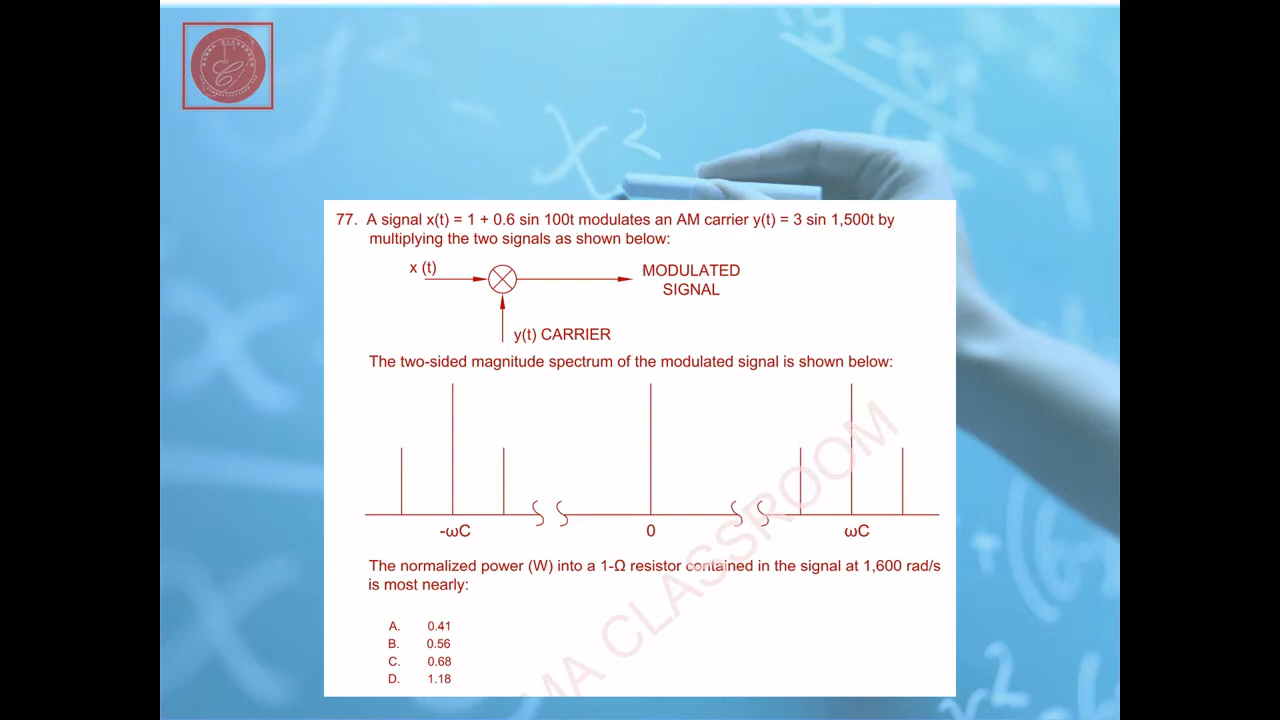 77. A signal x(t) = 1 + 0.6 sin 100t modulates an AM carrier y(t) = 3 sin 1,500t by
multiplying the two signals as shown below:
x (t)
MODULATED
SIGNAL
y(t) CARRIER
The two-sided magnitude spectrum of the modulated signal is shown below:
-ωC 0 ωC
The normalized power (W) into a 1-Ω resistor contained in the signal at 1,600 rad/s
is most nearly:
A. 0.41
B. 0.56
C. 0.68
D. 1.18
MA CLASSROOM
x²